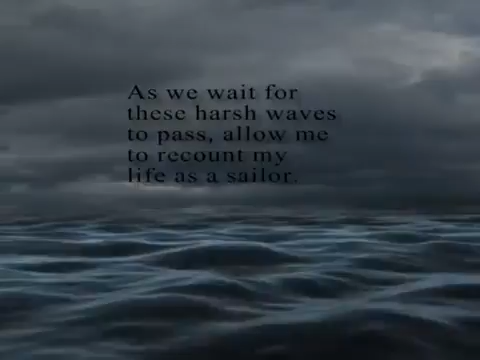 As we wait for
these harsh waves
to pass, allow me
to recount my
life as a sailor.